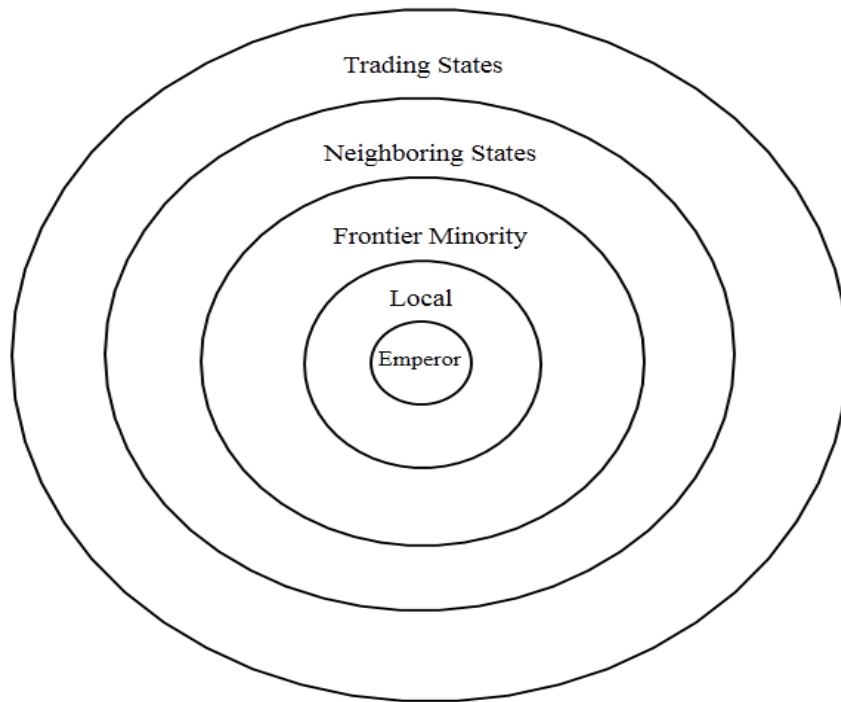 Trading States
Neighboring States
Frontier Minority
Local
Emperor